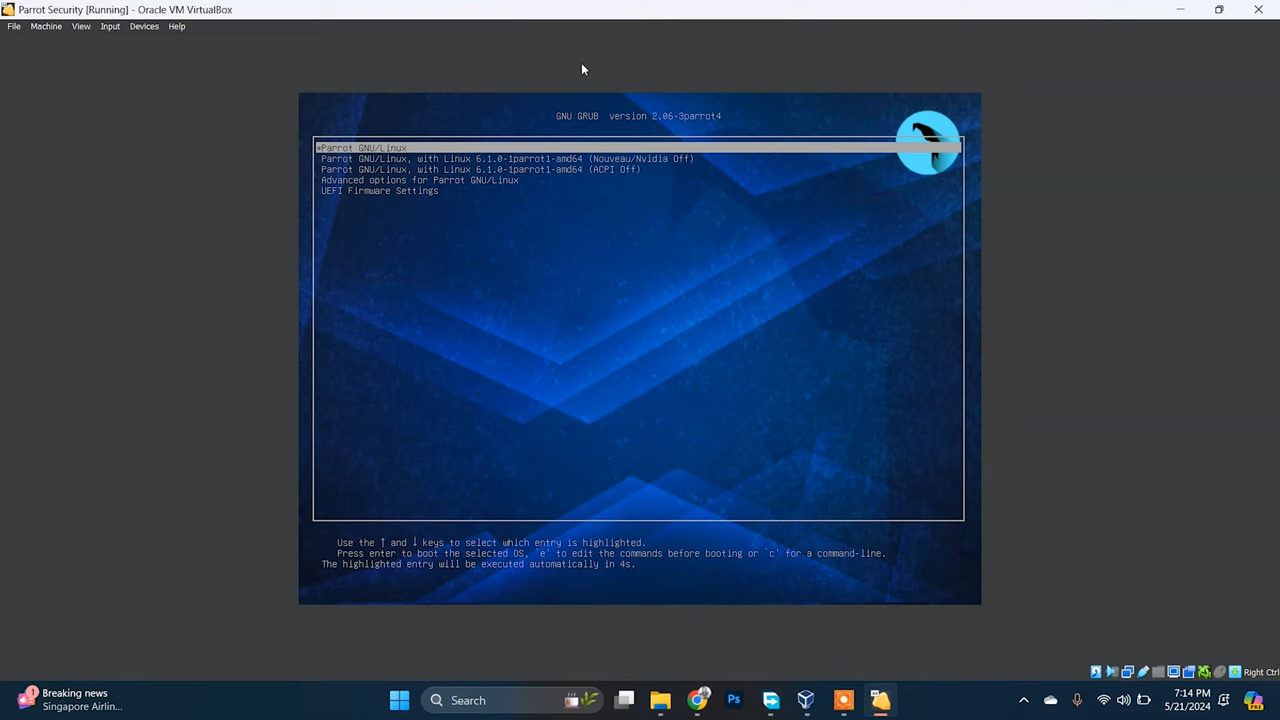 Parrot Security [Running] - Oracle VM VirtualBox
File Machine View Input Devices Help
GNU GRUB version 2.06-3parrot4
*Parrot GNU/Linux
Parrot GNU/Linux, with Linux 6.1.0-1parrot1-amd64 (Nouveau/Nvidia Off)
Parrot GNU/Linux, with Linux 6.1.0-1parrot1-amd64 (ACPI Off)
Advanced options for Parrot GNU/Linux
UEFI Firmware Settings
Use the ↑ and ↓ keys to select which entry is highlighted.
Press enter to boot the selected OS, `e' to edit the commands before booting or `c' for a command-line.
The highlighted entry will be executed automatically in 4s.
Right Ctrl
1
Breaking news
Singapore Airlin...
Search
Ps
7:14 PM
5/21/2024